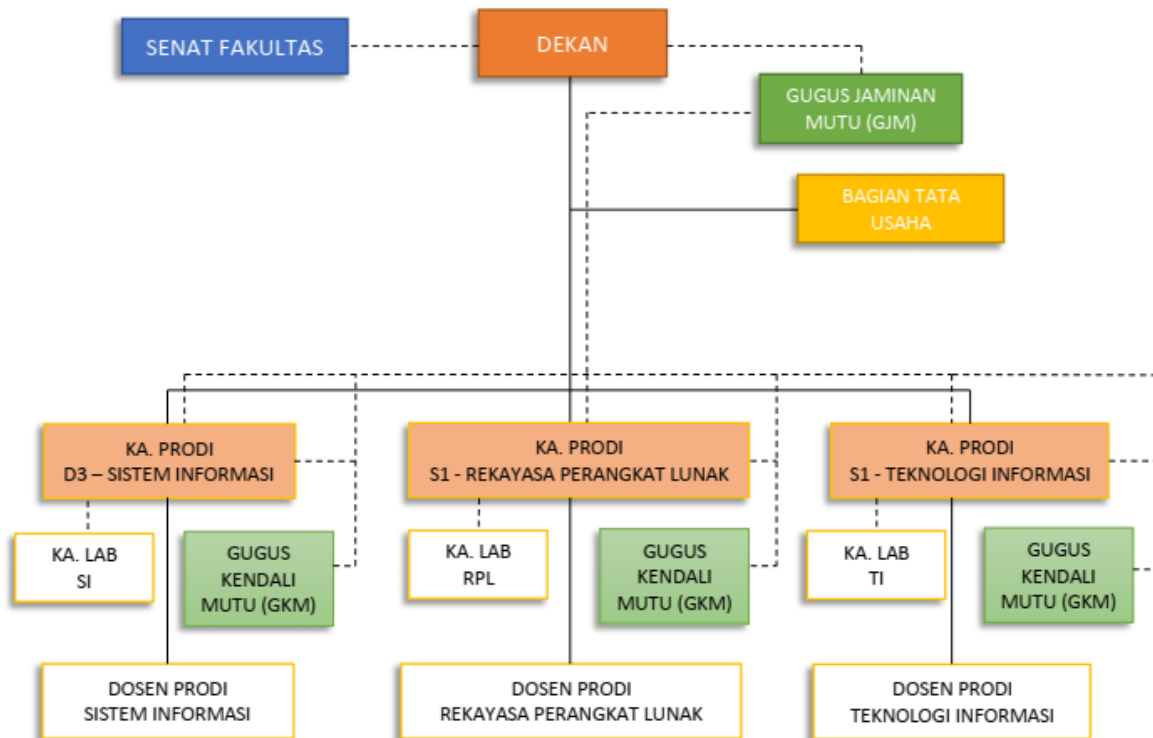 SENAT FAKULTAS
DEKAN
GUGUS JAMINAN
MUTU (GJM)
BAGIAN TATA
USAHA
KA. PRODI
D3 – SISTEM INFORMASI
KA. PRODI
S1 - REKAYASA PERANGKAT LUNAK
KA. PRODI
S1 - TEKNOLOGI INFORMASI
KA. LAB
SI
GUGUS
KENDALI
MUTU (GKM)
KA. LAB
RPL
GUGUS
KENDALI
MUTU (GKM)
KA. LAB
TI
GUGUS
KENDALI
MUTU (GKM)
DOSEN PRODI
SISTEM INFORMASI
DOSEN PRODI
REKAYASA PERANGKAT LUNAK
DOSEN PRODI
TEKNOLOGI INFORMASI